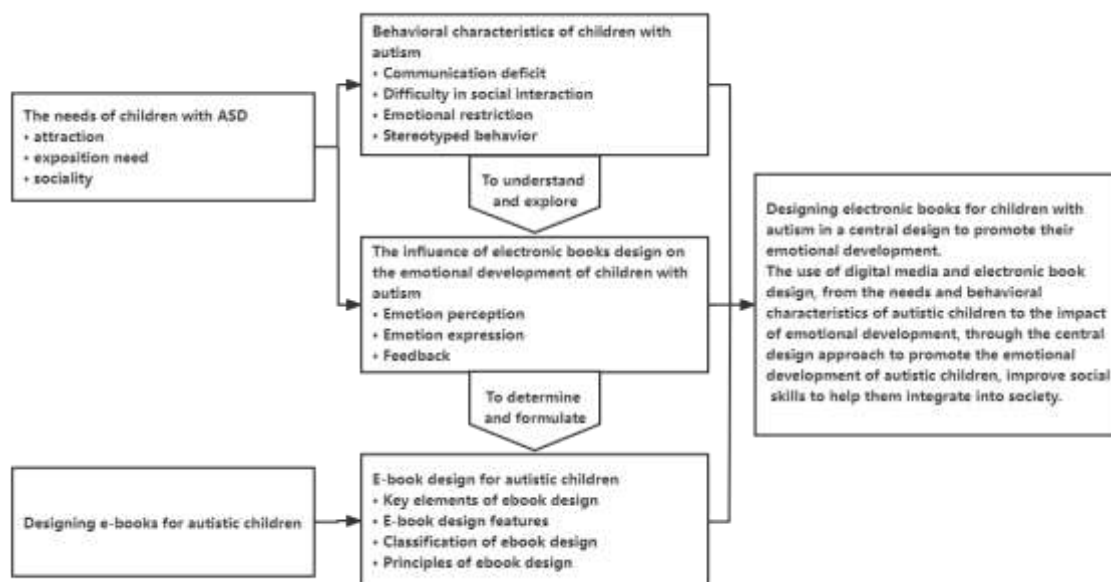 The needs of children with ASD
• attraction
• exposition need
• sociality
Behavioral characteristics of children with
autism
• Communication deficit
• Difficulty in social interaction
• Emotional restriction
• Stereotyped behavior
To understand
and explore
The influence of electronic books design on
the emotional development of children with
autism
• Emotion perception
• Emotion expression
• Feedback
To determine
and formulate
Designing e-books for autistic children
E-book design for autistic children
• Key elements of ebook design
• E-book design features
• Classification of ebook design
• Principles of ebook design
Designing electronic books for children with
autism in a central design to promote their
emotional development.
The use of digital media and electronic book
design, from the needs and behavioral
characteristics of autistic children to the impact
of emotional development, through the central
design approach to promote the emotional
development of autistic children, improve social
skills to help them integrate into society.